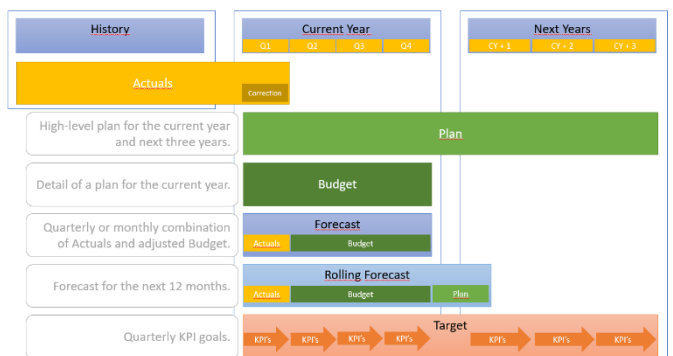 History
Current Year
Next Years
Q1 Q2 Q3 Q4
CY + 1 CY + 2 CY + 3
Actuals
Correction
High-level plan for the current year
and next three years.
Plan
Detail of a plan for the current year.
Budget
Quarterly or monthly combination
of Actuals and adjusted Budget.
Forecast
Actuals Budget
Forecast for the next 12 months.
Rolling Forecast
Actuals Budget Plan
Quarterly KPI goals.
Target
KPI's KPI's KPI's KPI's KPI's KPI's KPI's